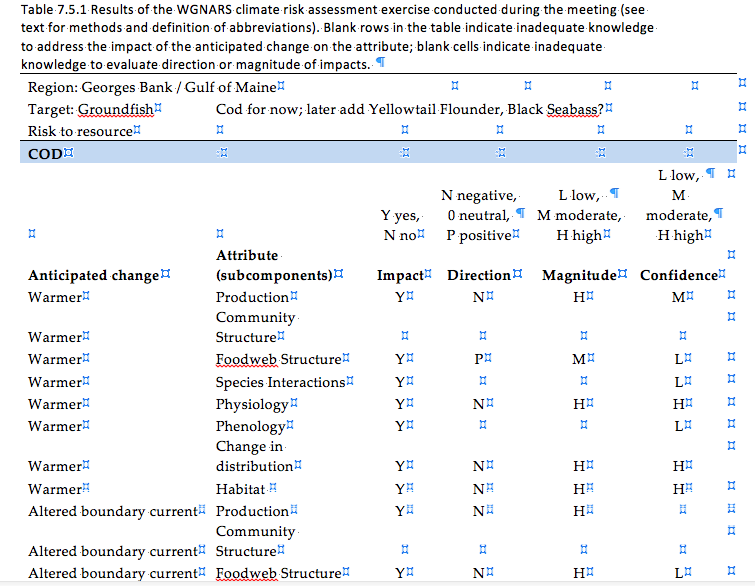 Table 7.5.1 Results of the WGNARS climate risk assessment exercise conducted during the meeting (see
text for methods and definition of abbreviations). Blank rows in the table indicate inadequate knowledge
to address the impact of the anticipated change on the attribute; blank cells indicate inadequate
knowledge to evaluate direction or magnitude of impacts. ¶
Region: Georges Bank / Gulf of Maine
Target: Groundfish Cod for now; later add Yellowtail Flounder, Black Seabass?
Risk to resource
COD
L low, ¶
N negative, L low, ¶ M
Y yes, 0 neutral, ¶ M moderate, moderate, ¶
N no P positive H high H high
Attribute
Anticipated change (subcomponents) Impact Direction Magnitude Confidence
Warmer Production Y N H M
Community
Warmer Structure
Warmer Foodweb Structure Y P M L
Warmer Species Interactions Y L
Warmer Physiology Y N H H
Warmer Phenology Y L
Change in
Warmer distribution Y N H H
Warmer Habitat Y N H H
Altered boundary current Production Y N H
Community
Altered boundary current Structure
Altered boundary current Foodweb Structure Y N H L